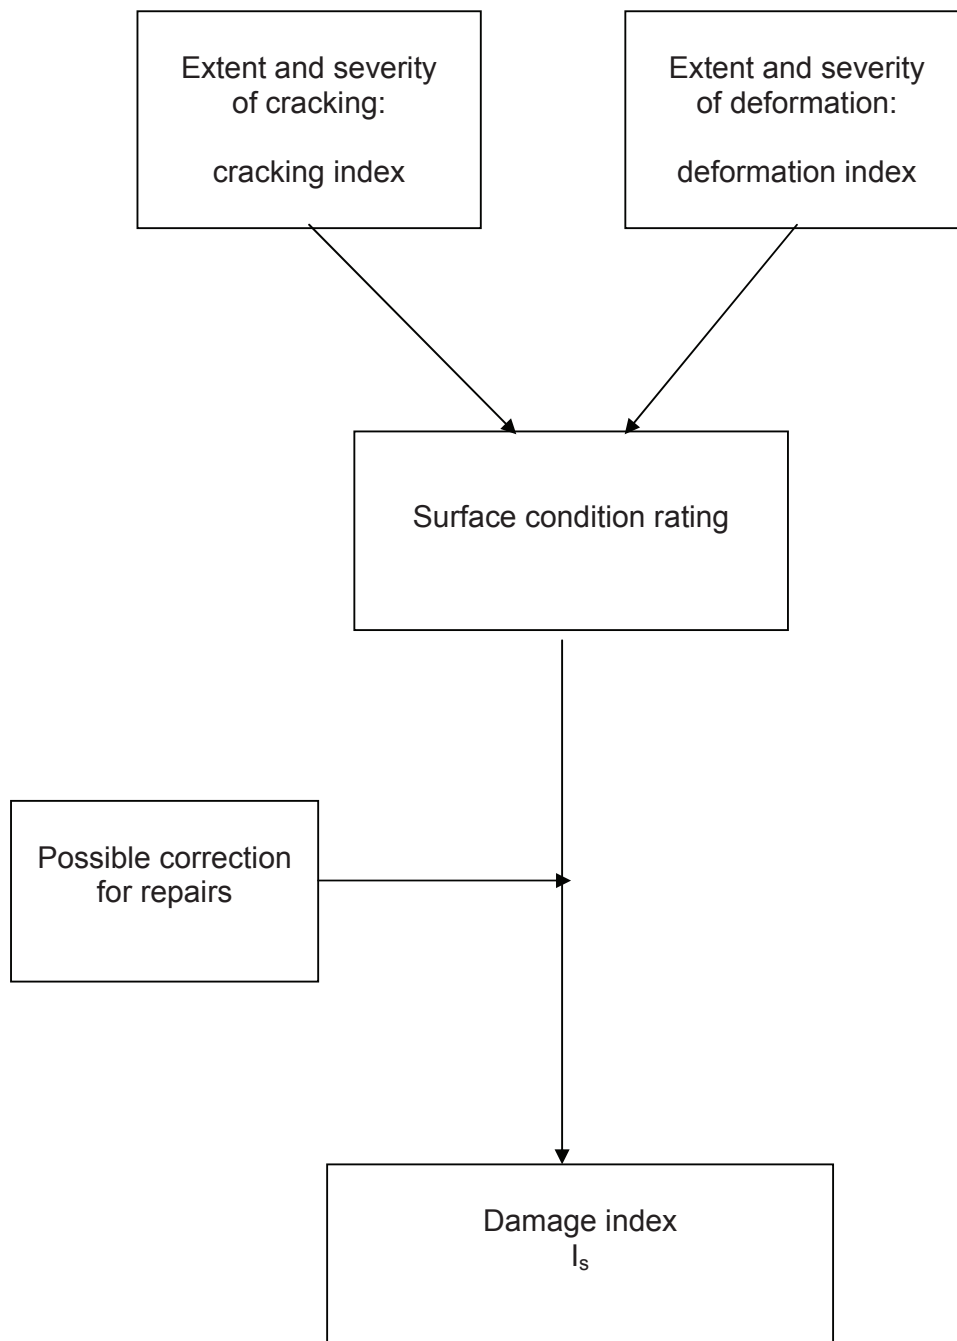 Extent and severity
of cracking:
cracking index
Extent and severity
of deformation:
deformation index
Surface condition rating
Possible correction
for repairs
Damage index
Is